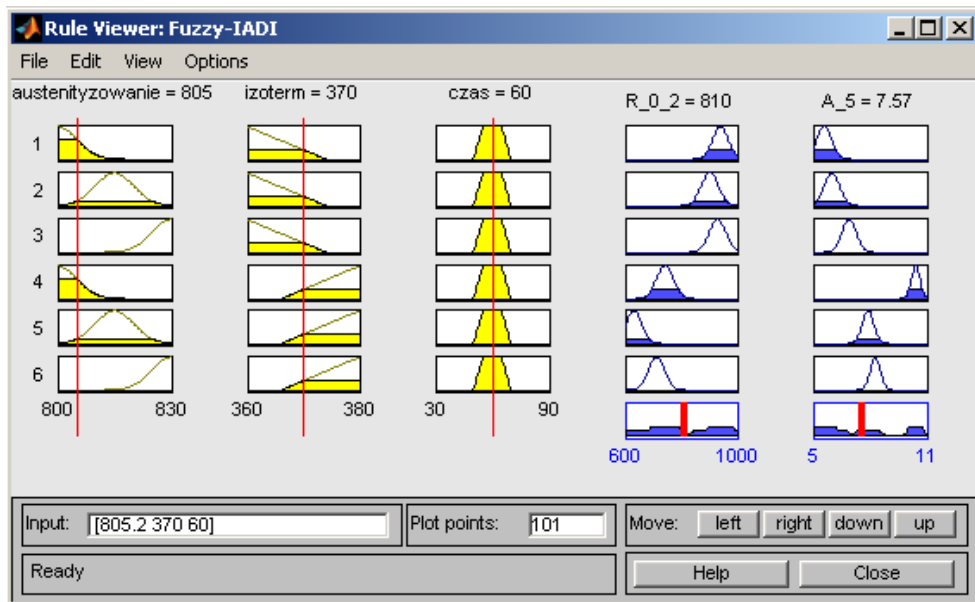 Rule Viewer: Fuzzy-IADI
File Edit View Options
austenityzowanie = 805 izoterm = 370 czas = 60 R_0_2 = 810 A_5 = 7.57
1
2
3
4
5
6
800 830 360 380 30 90
600 1000 5 11
Input: [805.2 370 60] Plot points: 101 Move: left right down up
Ready Help Close